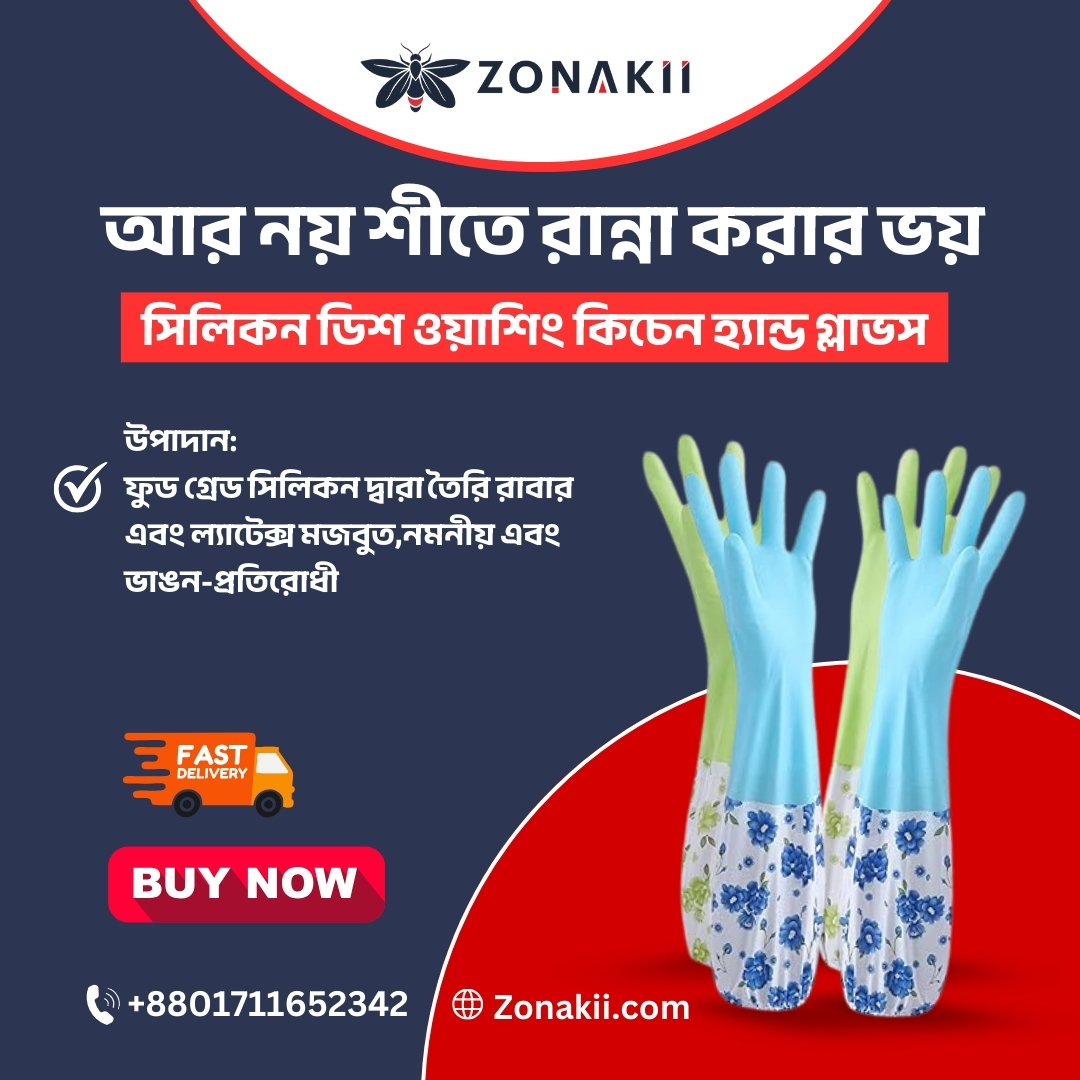 ZONAKII
আর নয় শীতে রান্না করার ভয়
সিলিকন ডিশ ওয়াশিং কিচেন হ্যান্ড গ্লাভস
উপাদান:
ফুড গ্রেড সিলিকন দ্বারা তৈরি রাবার
এবং ল্যাটেক্স মজবুত,নমনীয় এবং
ভাঙন-প্রতিরোধী
FAST
DELIVERY
BUY NOW
+8801711652342
Zonakii.com